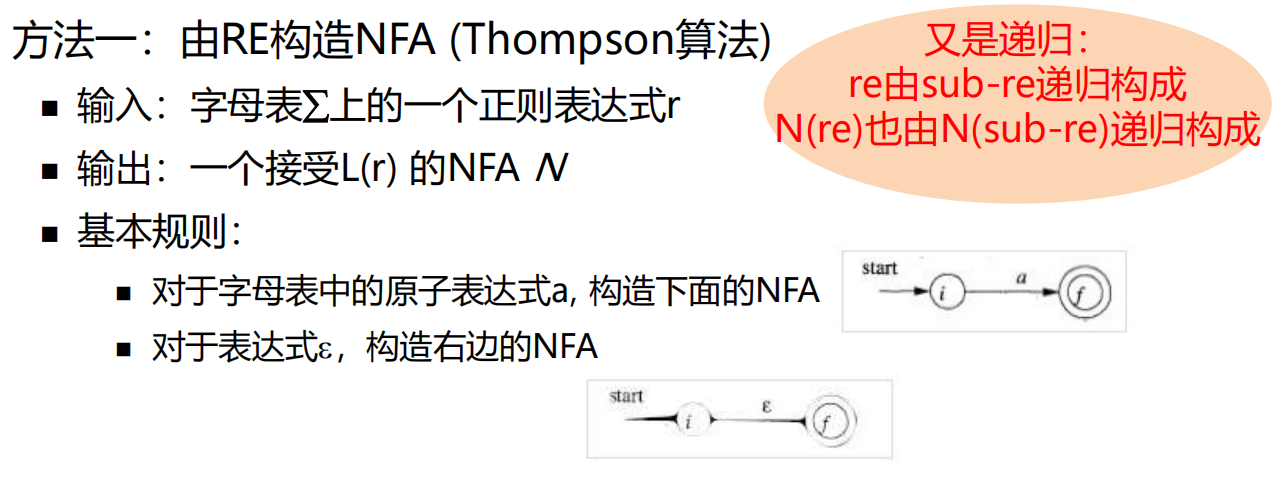 方法一：由RE构造NFA (Thompson算法)
又是递归：
re由sub-re递归构成
N(re)也由N(sub-re)递归构成
■ 输入：字母表∑上的一个正则表达式r
■ 输出：一个接受L(r) 的NFA N
■ 基本规则：
■ 对于字母表中的原子表达式a, 构造下面的NFA
start
i
a
f
■ 对于表达式ε，构造右边的NFA
start
i
ε
f